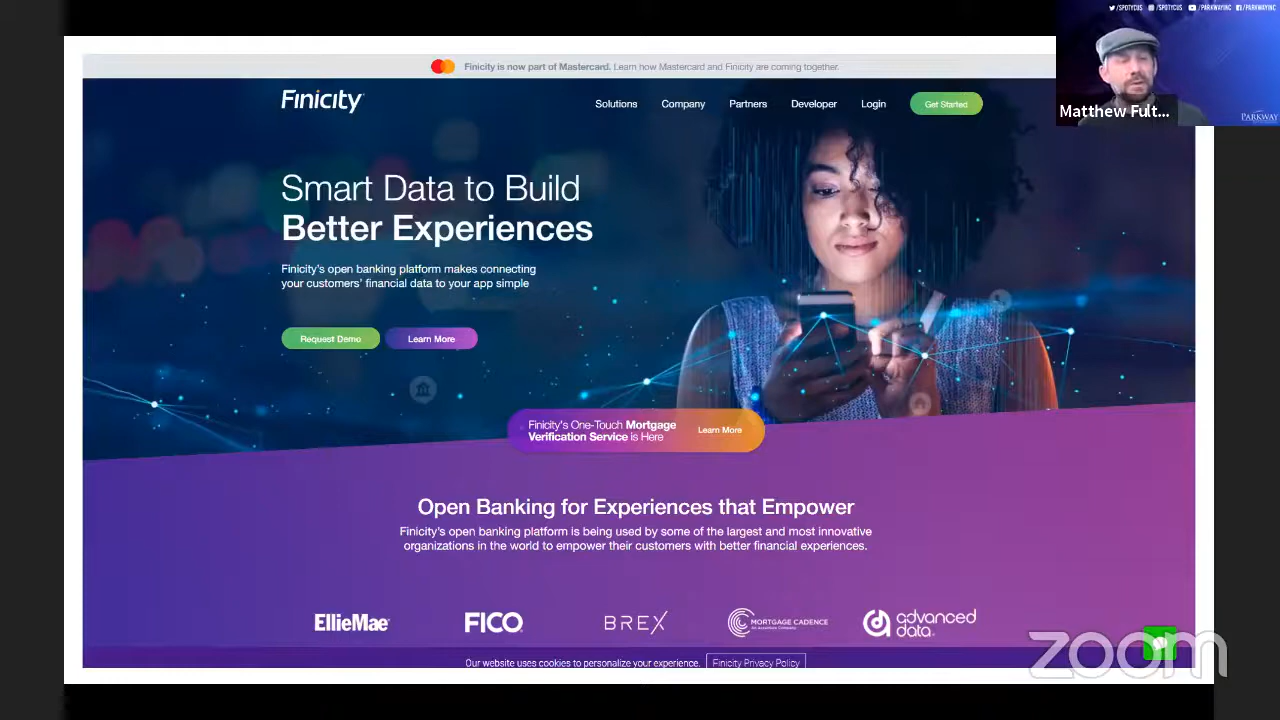 /SPOTYCUS /SPOTYCUS /PARKWAYINC /PARKWAYINC
Finicity is now part of Mastercard. Learn how Mastercard and Finicity are coming together.
Finicity
Solutions Company Partners Developer Login Get Started
Matthew Fult...
PARKWAY
Smart Data to Build
Better Experiences
Finicity's open banking platform makes connecting
your customers' financial data to your app simple
Request Demo Learn More
Finicity's One-Touch Mortgage
Verification Service is Here
Learn More
Open Banking for Experiences that Empower
Finicity's open banking platform is being used by some of the largest and most innovative
organizations in the world to empower their customers with better financial experiences.
EllieMae FICO BREX MORTGAGE CADENCE advanced
data
Our website uses cookies to personalize your experience. Finicity Privacy Policy
zoom